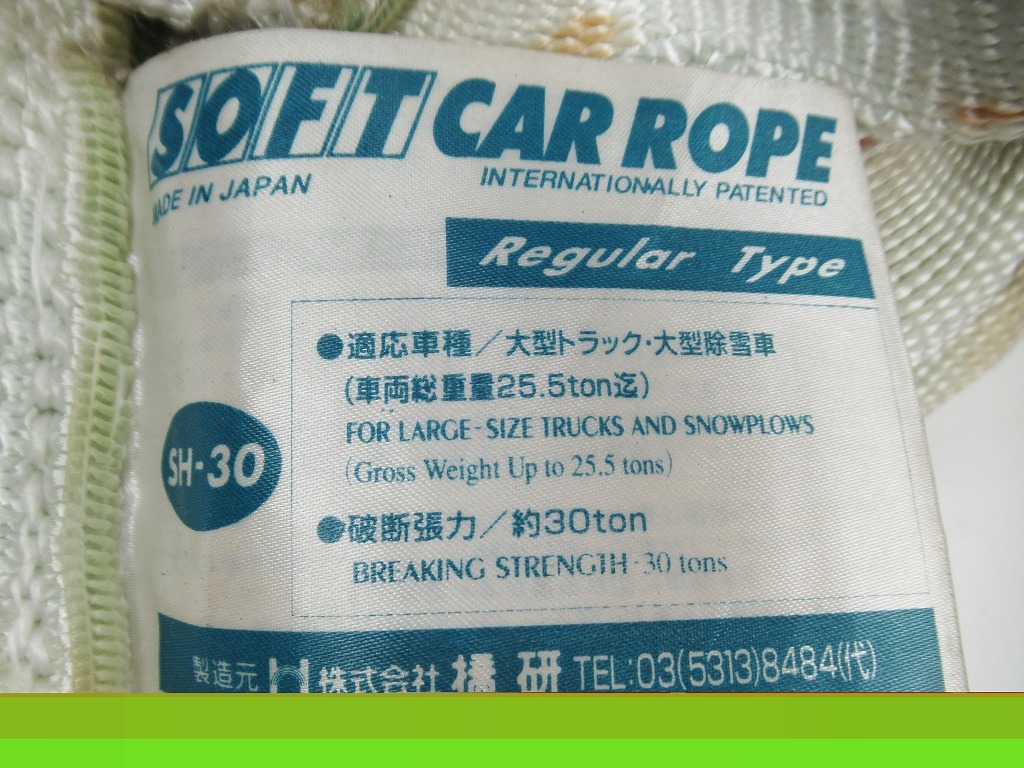 SOFT CAR ROPE
MADE IN JAPAN
INTERNATIONALLY PATENTED
Regular Type
●適応車種／大型トラック・大型除雪車
(車両総重量25.5ton迄)
FOR LARGE-SIZE TRUCKS AND SNOWPLOWS
(Gross Weight Up to 25.5 tons)
SH-30
●破断張力／約30ton
BREAKING STRENGTH 30 tons
製造元 株式会社 橘研 TEL:03(5313)8484(代)